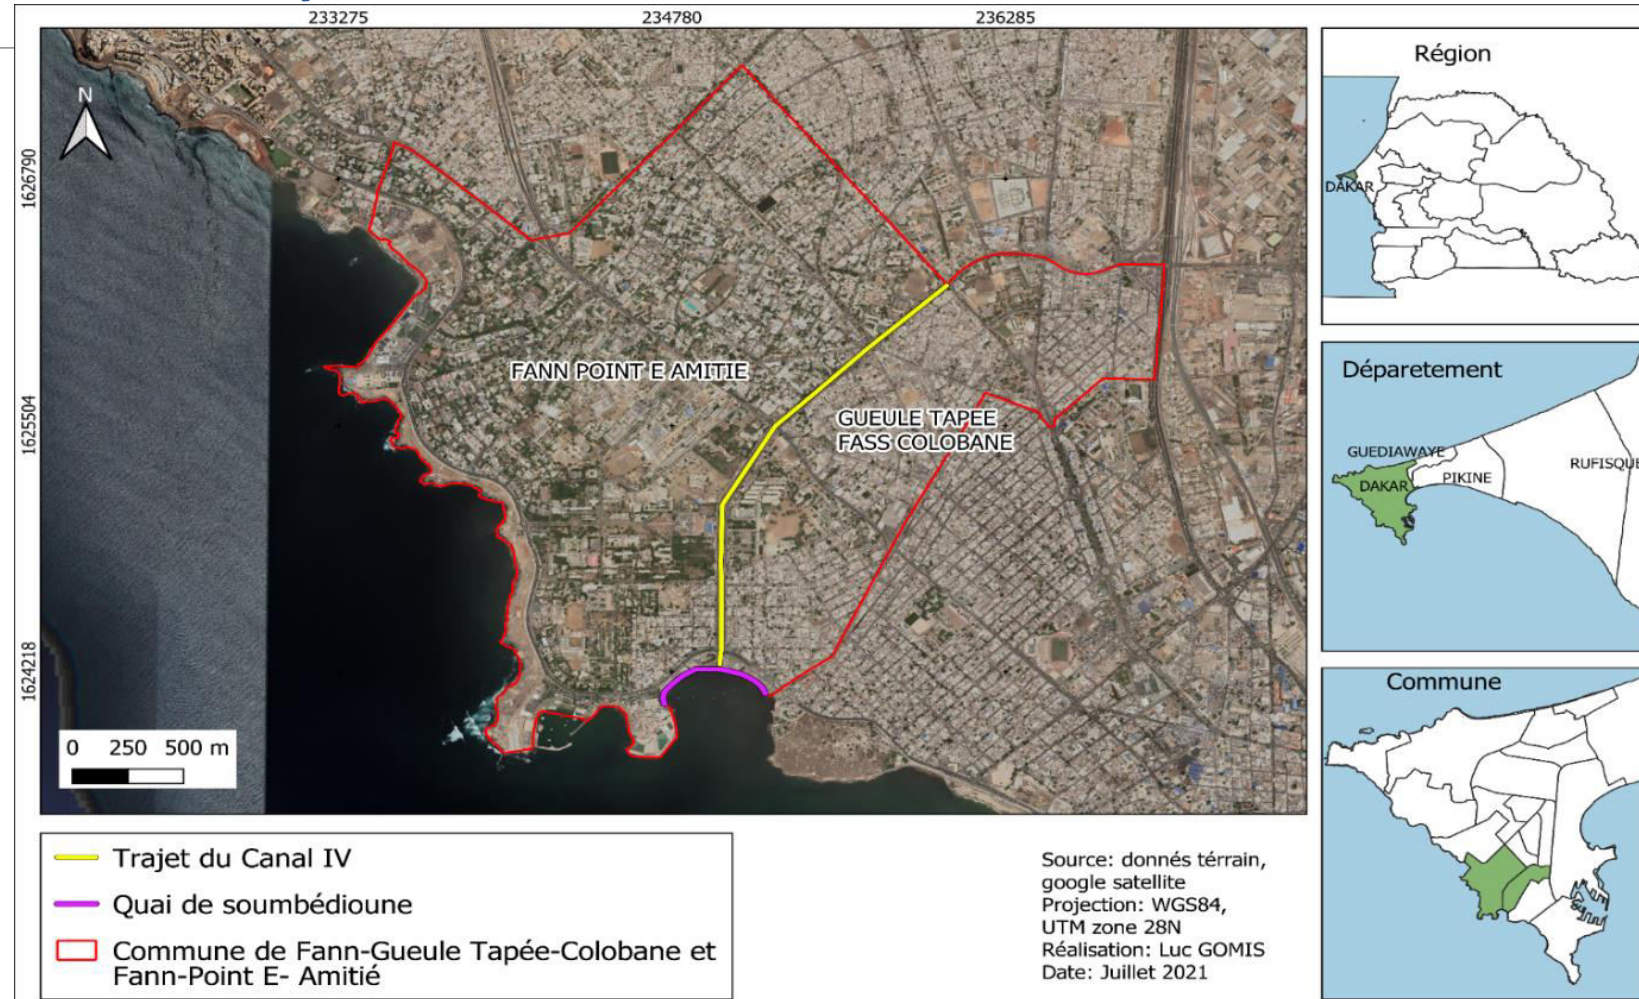 233275
234780
236285
1626790
1625504
1624218
N
FANN POINT E AMITIE
GUEULE TAPEE
FASS COLOBANE
0 250 500 m
Trajet du Canal IV
Quai de soumbédioune
Commune de Fann-Gueule Tapée-Colobane et
Fann-Point E- Amitié
Source: donnés térrain,
google satellite
Projection: WGS84,
UTM zone 28N
Réalisation: Luc GOMIS
Date: Juillet 2021
Région
DAKAR
Déparetement
GUEDIAWAYE
DAKAR
PIKINE
RUFISQUE
Commune